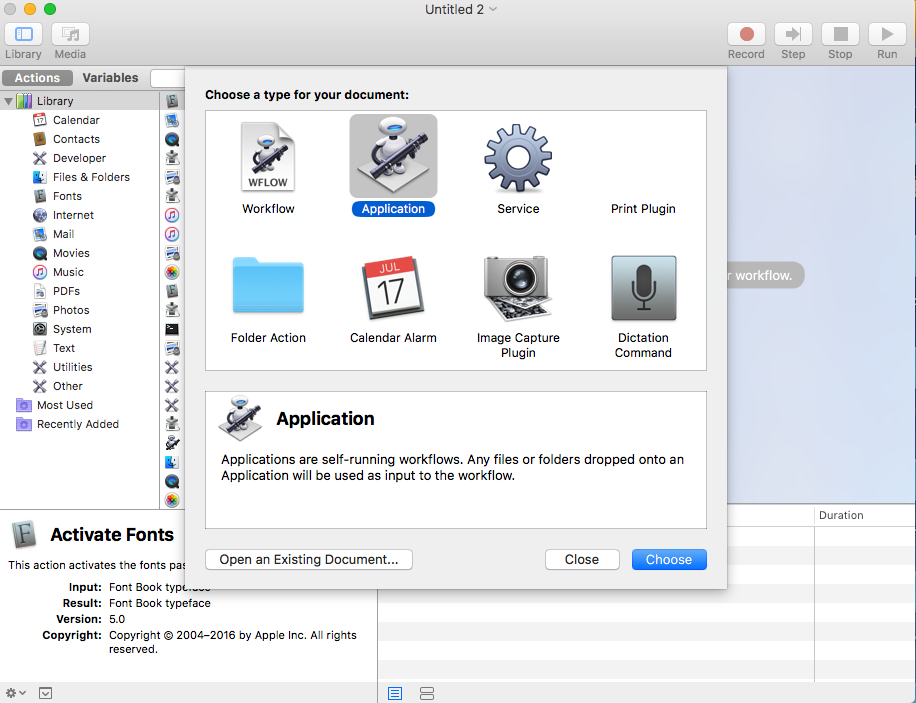 Untitled 2
Library
Media
Record
Step
Stop
Run
Actions
Variables
Library
Calendar
Contacts
Developer
Files & Folders
Fonts
Internet
Mail
Movies
Music
PDFs
Photos
System
Text
Utilities
Other
Most Used
Recently Added
Choose a type for your document:
WFLOW
Workflow
Application
Service
Print Plugin
Folder Action
JUL
17
Calendar Alarm
Image Capture
Plugin
Dictation
Command
r workflow.
Application
Applications are self-running workflows. Any files or folders dropped onto an
Application will be used as input to the workflow.
Open an Existing Document...
Close
Choose
Duration
Activate Fonts
This action activates the fonts pas
Input: Font Book typeface
Result: Font Book typeface
Version: 5.0
Copyright: Copyright © 2004–2016 by Apple Inc. All rights
reserved.